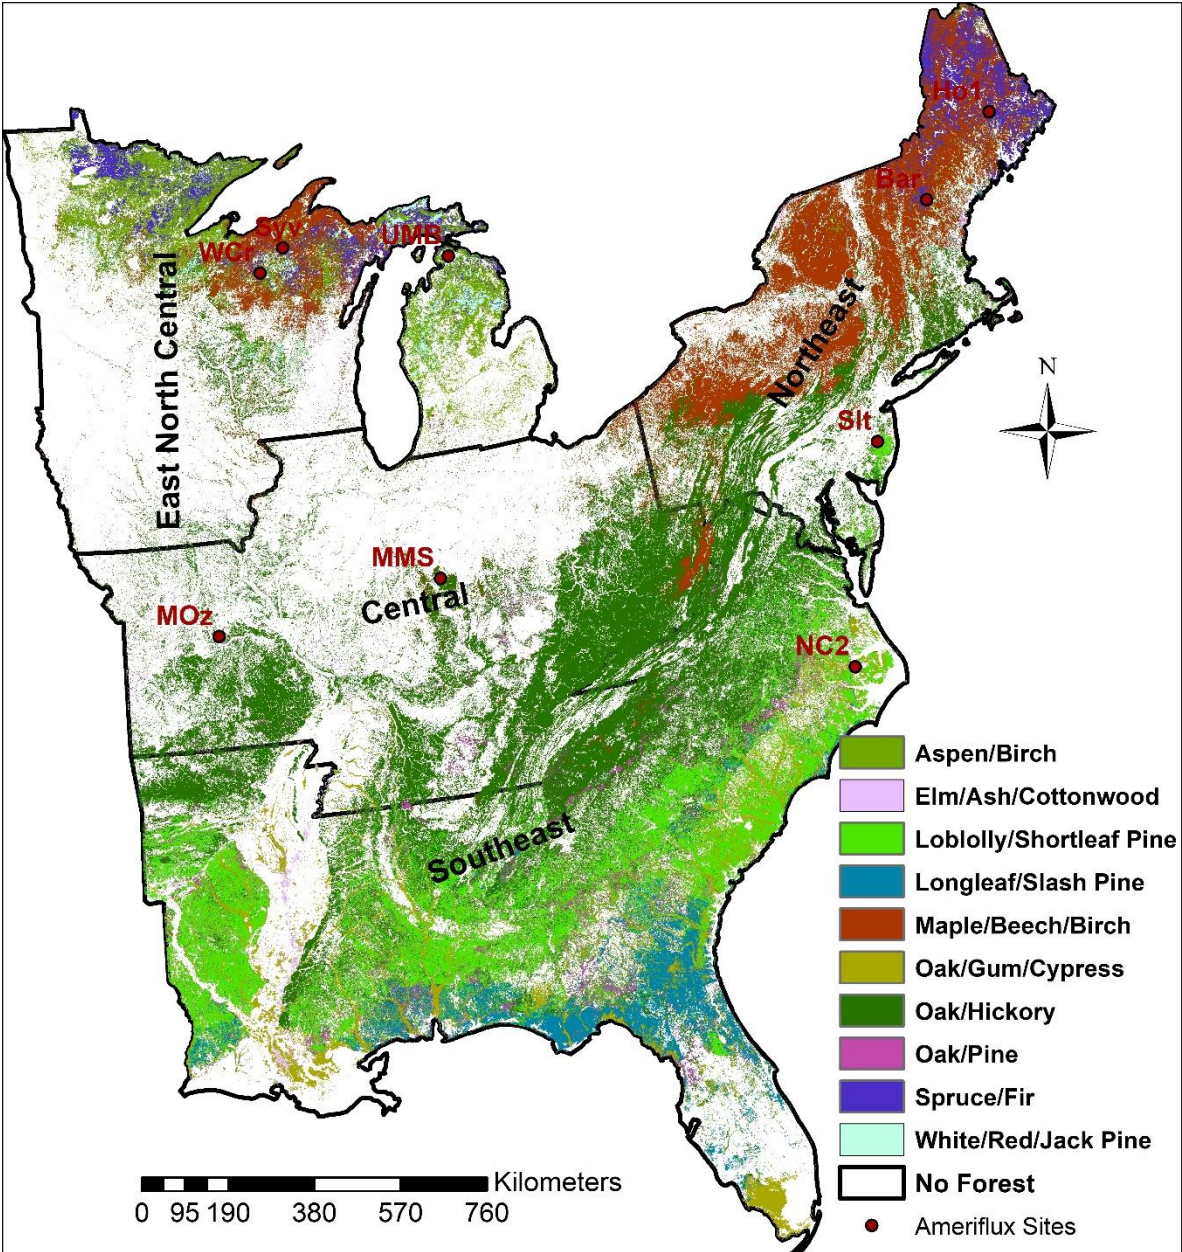 Ho1
Bar
Syv
WCr
UMB
East North Central
Northeast
N
Slt
MMS
Central
MOz
NC2
Southeast
Aspen/Birch
Elm/Ash/Cottonwood
Loblolly/Shortleaf Pine
Longleaf/Slash Pine
Maple/Beech/Birch
Oak/Gum/Cypress
Oak/Hickory
Oak/Pine
Spruce/Fir
White/Red/Jack Pine
No Forest
Ameriflux Sites
Kilometers
0 95 190 380 570 760